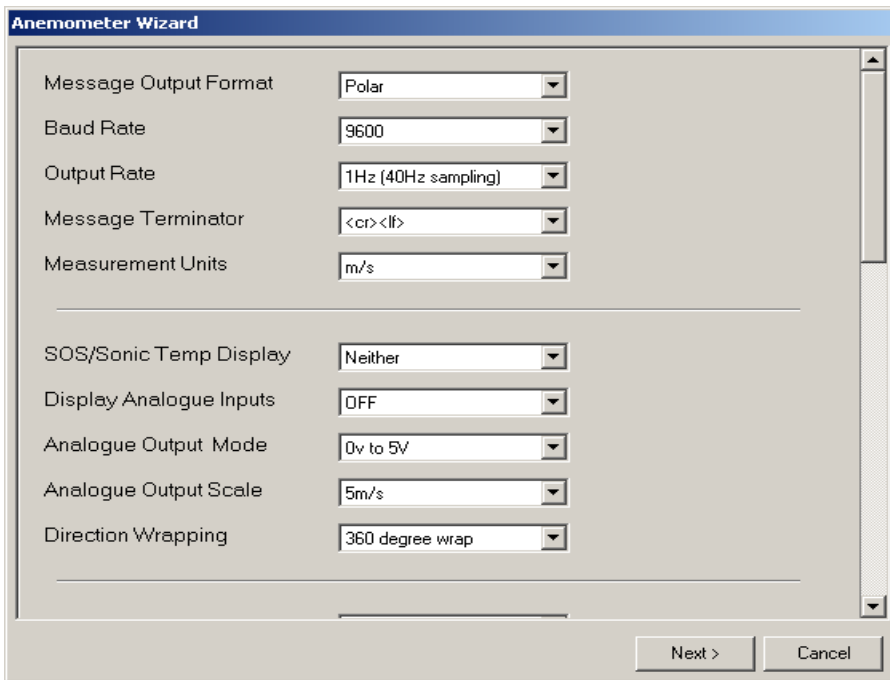 Anemometer Wizard
Message Output Format Polar
Baud Rate 9600
Output Rate 1Hz (40Hz sampling)
Message Terminator <cr><lf>
Measurement Units m/s
SOS/Sonic Temp Display Neither
Display Analogue Inputs OFF
Analogue Output Mode 0v to 5V
Analogue Output Scale 5m/s
Direction Wrapping 360 degree wrap
Next > Cancel